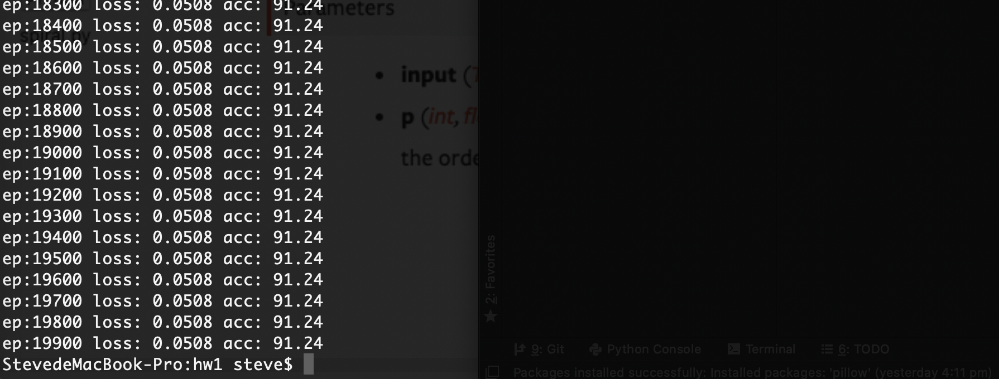 ep:18300 loss: 0.0508 acc: 91.24
ep:18400 loss: 0.0508 acc: 91.24
ep:18500 loss: 0.0508 acc: 91.24
ep:18600 loss: 0.0508 acc: 91.24
ep:18700 loss: 0.0508 acc: 91.24
ep:18800 loss: 0.0508 acc: 91.24
ep:18900 loss: 0.0508 acc: 91.24
ep:19000 loss: 0.0508 acc: 91.24
ep:19100 loss: 0.0508 acc: 91.24
ep:19200 loss: 0.0508 acc: 91.24
ep:19300 loss: 0.0508 acc: 91.24
ep:19400 loss: 0.0508 acc: 91.24
ep:19500 loss: 0.0508 acc: 91.24
ep:19600 loss: 0.0508 acc: 91.24
ep:19700 loss: 0.0508 acc: 91.24
ep:19800 loss: 0.0508 acc: 91.24
ep:19900 loss: 0.0508 acc: 91.24
StevedeMacBook-Pro:hw1 steve$
Parameters
spiral.py
input (
p (int, fl
the orde
2: Favorites
9: Git Python Console Terminal 6: TODO
Packages installed successfully: Installed packages: 'pillow' (yesterday 4:11 pm)